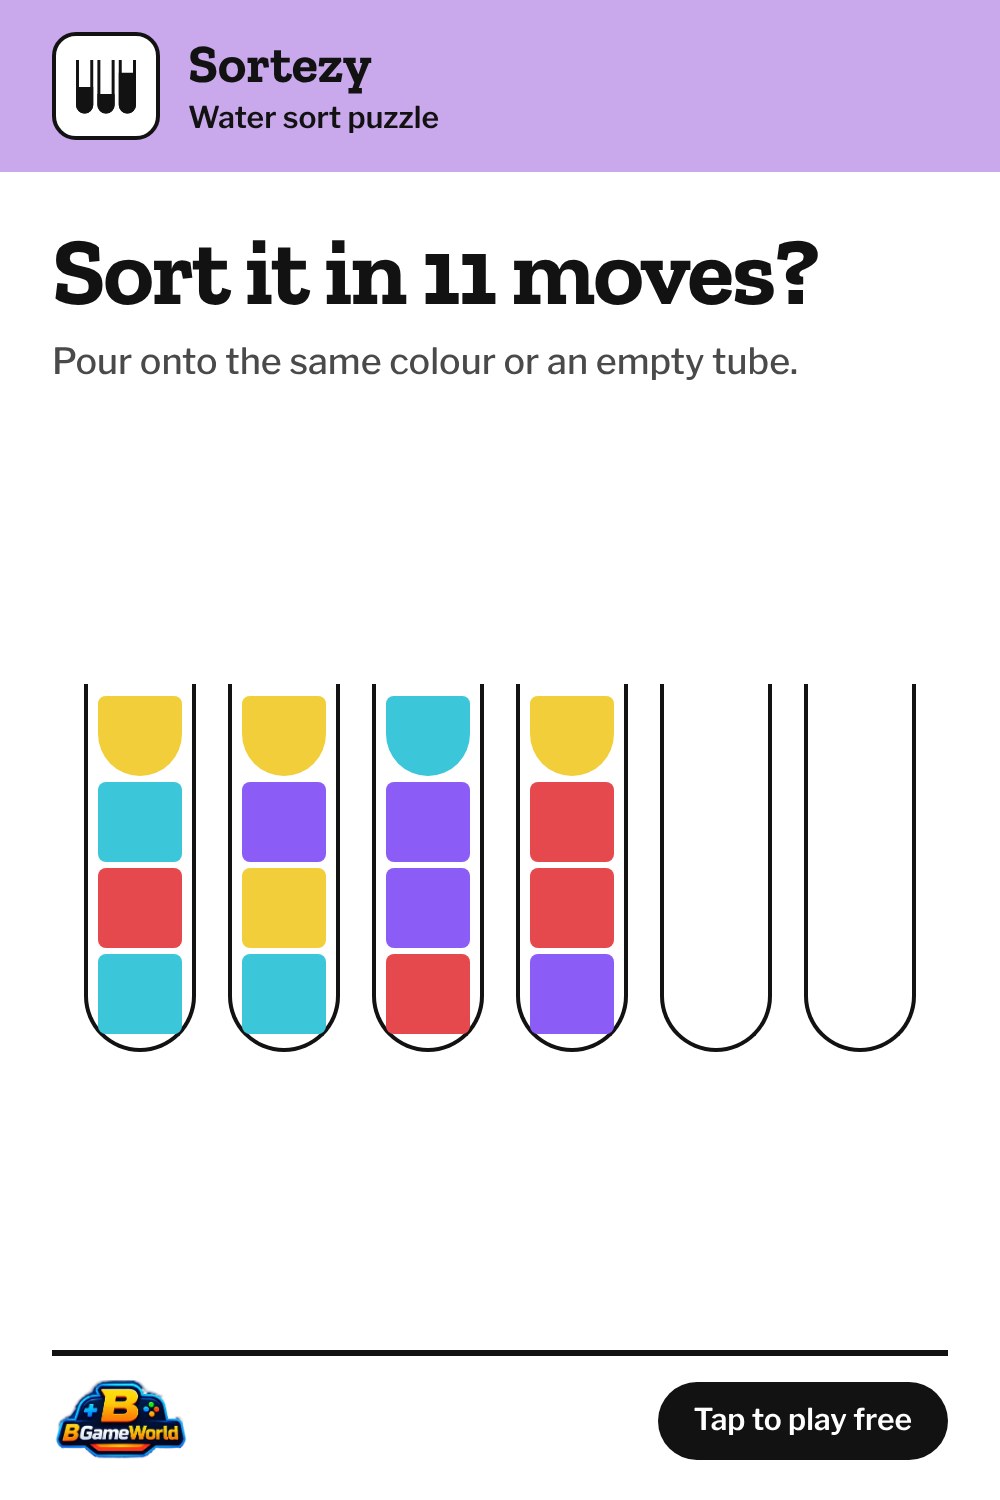 Sortezy
Water sort puzzle
Sort it in 11 moves?
Pour onto the same colour or an empty tube.
B
BGameWorld
Tap to play free